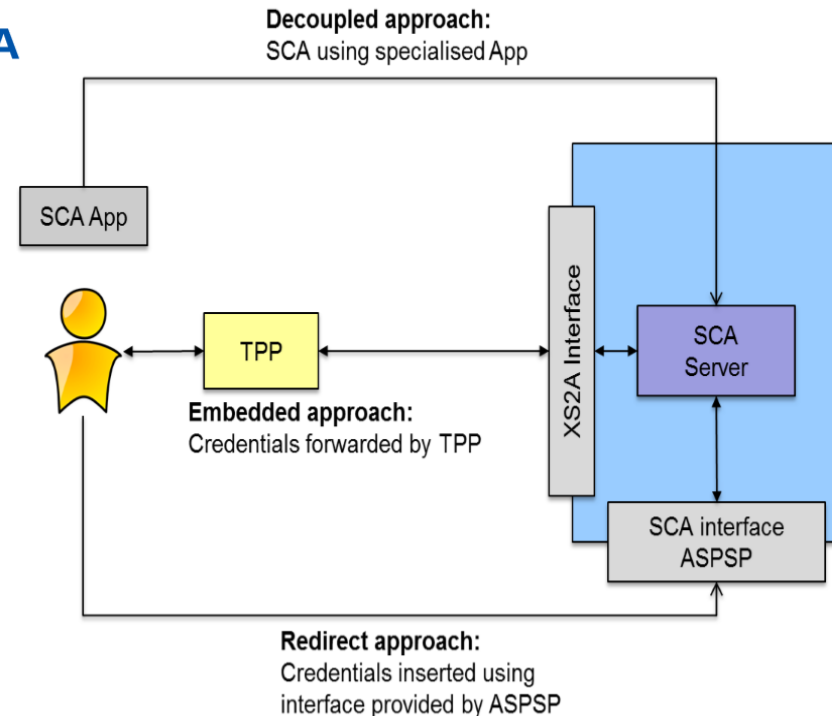 A
Decoupled approach:
SCA using specialised App
SCA App
TPP
XS2A Interface
SCA
Server
Embedded approach:
Credentials forwarded by TPP
SCA interface
ASPSP
Redirect approach:
Credentials inserted using
interface provided by ASPSP